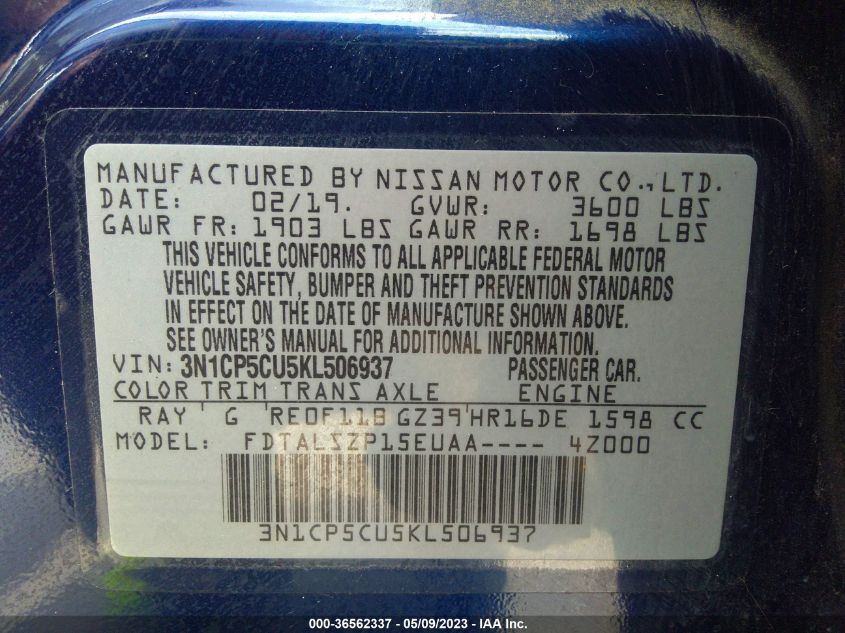 MANUFACTURED BY NISSAN MOTOR CO., LTD.
DATE: 02/19. GVWR: 3600 LBS
GAWR FR: 1903 LBS GAWR RR: 1698 LBS
THIS VEHICLE CONFORMS TO ALL APPLICABLE FEDERAL MOTOR
VEHICLE SAFETY, BUMPER AND THEFT PREVENTION STANDARDS
IN EFFECT ON THE DATE OF MANUFACTURE SHOWN ABOVE.
SEE OWNER'S MANUAL FOR ADDITIONAL INFORMATION.
VIN: 3N1CP5CU5KL506937 PASSENGER CAR.
COLOR TRIM TRANS AXLE ENGINE
RAY ' G 'RE0F11B GZ39'HR16DE 1598 CC
MODEL: FDTALSZP15EUAA---- 4Z000
3N1CP5CU5KL506937
000-36562337 - 05/09/2023 - IAA Inc.